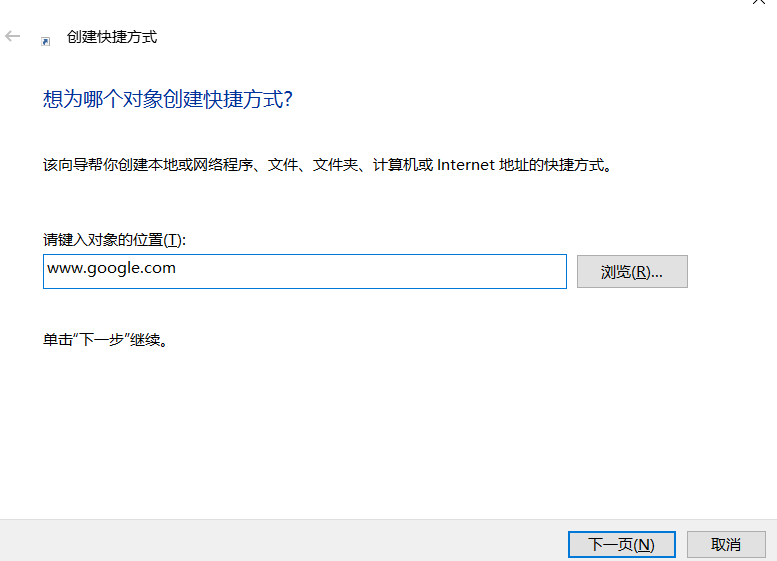 创建快捷方式
想为哪个对象创建快捷方式?
该向导帮你创建本地或网络程序、文件、文件夹、计算机或 Internet 地址的快捷方式。
请键入对象的位置(T):
www.google.com
浏览(R)...
单击"下一步"继续。
下一页(N)
取消